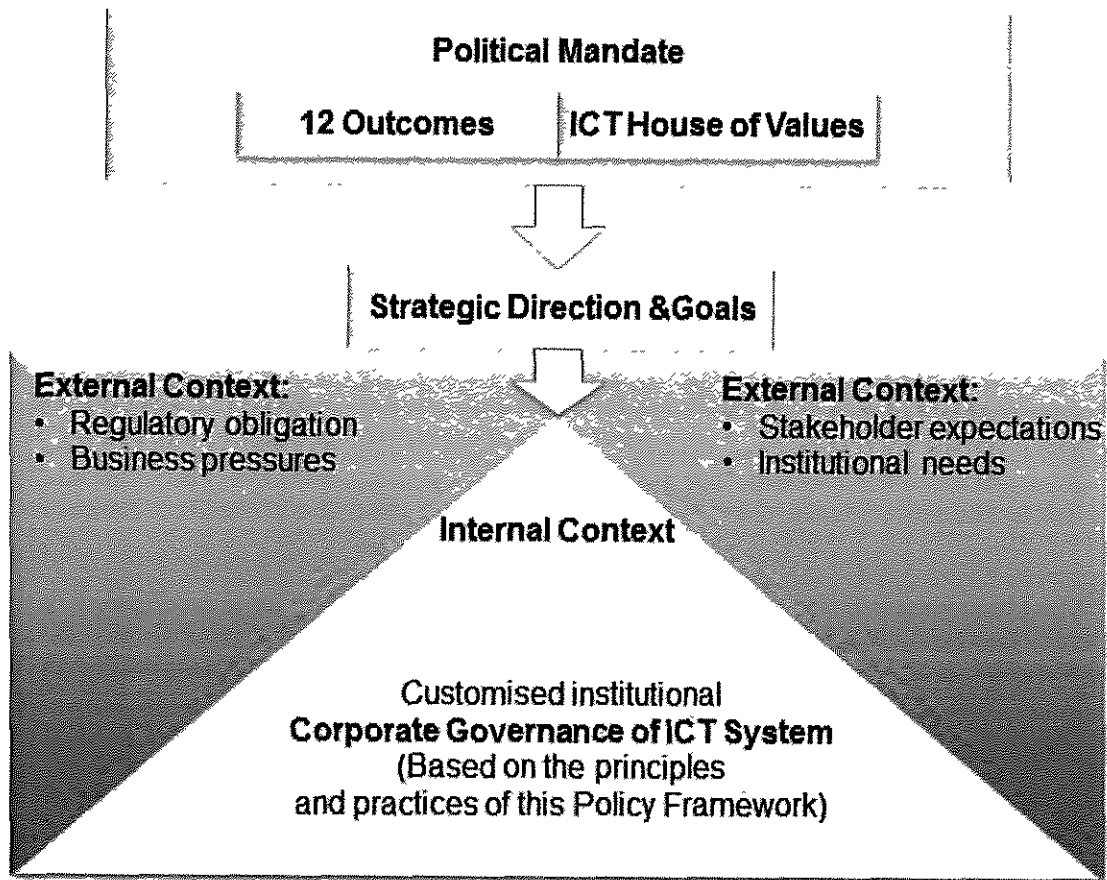 Political Mandate
12 Outcomes
ICT House of Values
Strategic Direction &Goals
External Context:
• Regulatory obligation
• Business pressures
External Context:
• Stakeholder expectations
• Institutional needs
Internal Context
Customised institutional
Corporate Governance of ICT System
(Based on the principles
and practices of this Policy Framework)